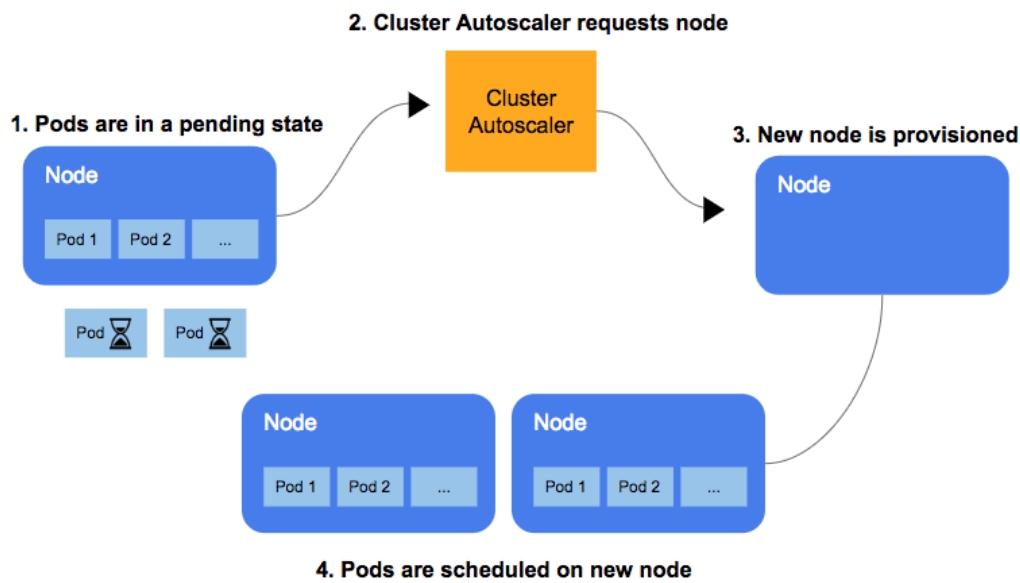 2. Cluster Autoscaler requests node
Cluster
Autoscaler
1. Pods are in a pending state
Node
Pod 1 Pod 2 ...
Pod Pod
3. New node is provisioned
Node
Node Node
Pod 1 Pod 2 ... Pod 1 Pod 2 ...
4. Pods are scheduled on new node